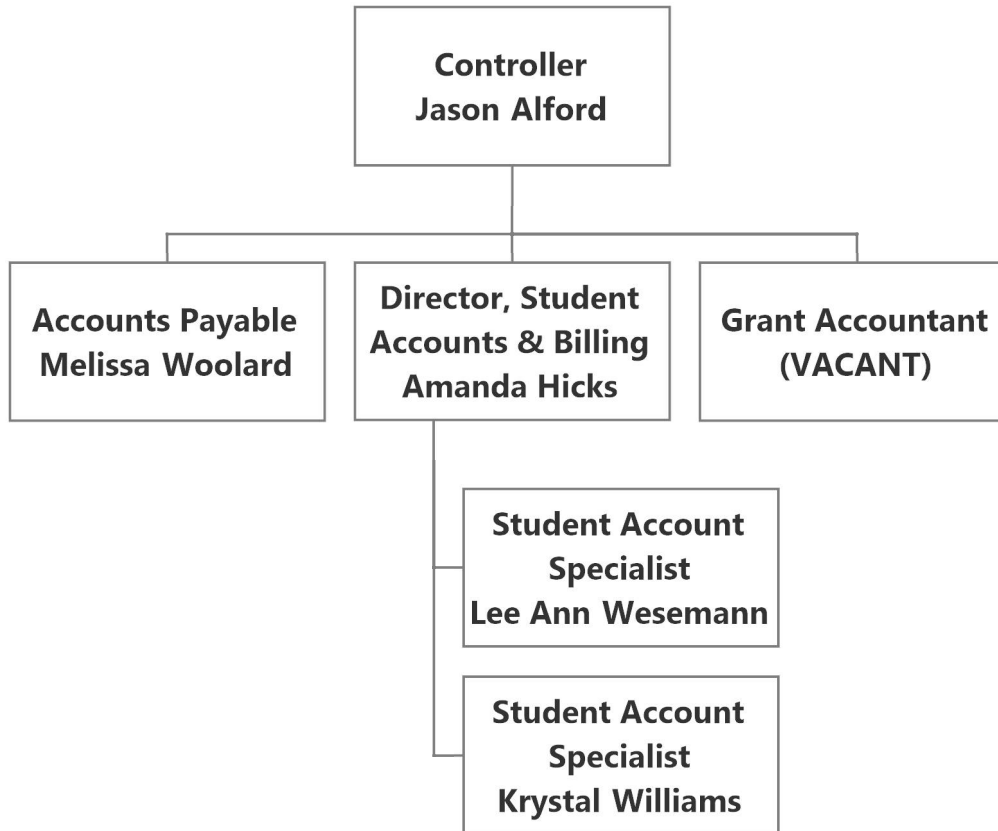 Controller
Jason Alford
Accounts Payable
Melissa Woolard
Director, Student
Accounts & Billing
Amanda Hicks
Grant Accountant
(VACANT)
Student Account
Specialist
Lee Ann Wesemann
Student Account
Specialist
Krystal Williams